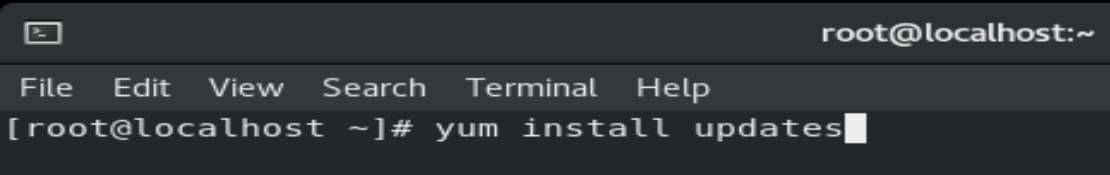 root@localhost:~
File Edit View Search Terminal Help
[root@localhost ~]# yum install updates